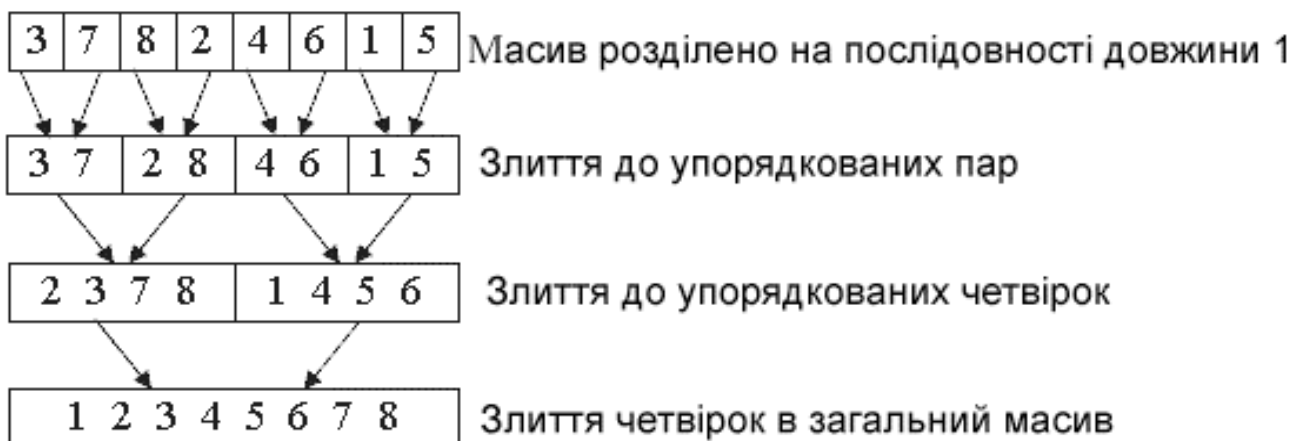 3 7 8 2 4 6 1 5 Масив розділено на послідовності довжини 1
3 7 2 8 4 6 1 5 Злиття до упорядкованих пар
2 3 7 8 1 4 5 6 Злиття до упорядкованих четвірок
1 2 3 4 5 6 7 8 Злиття четвірок в загальний масив